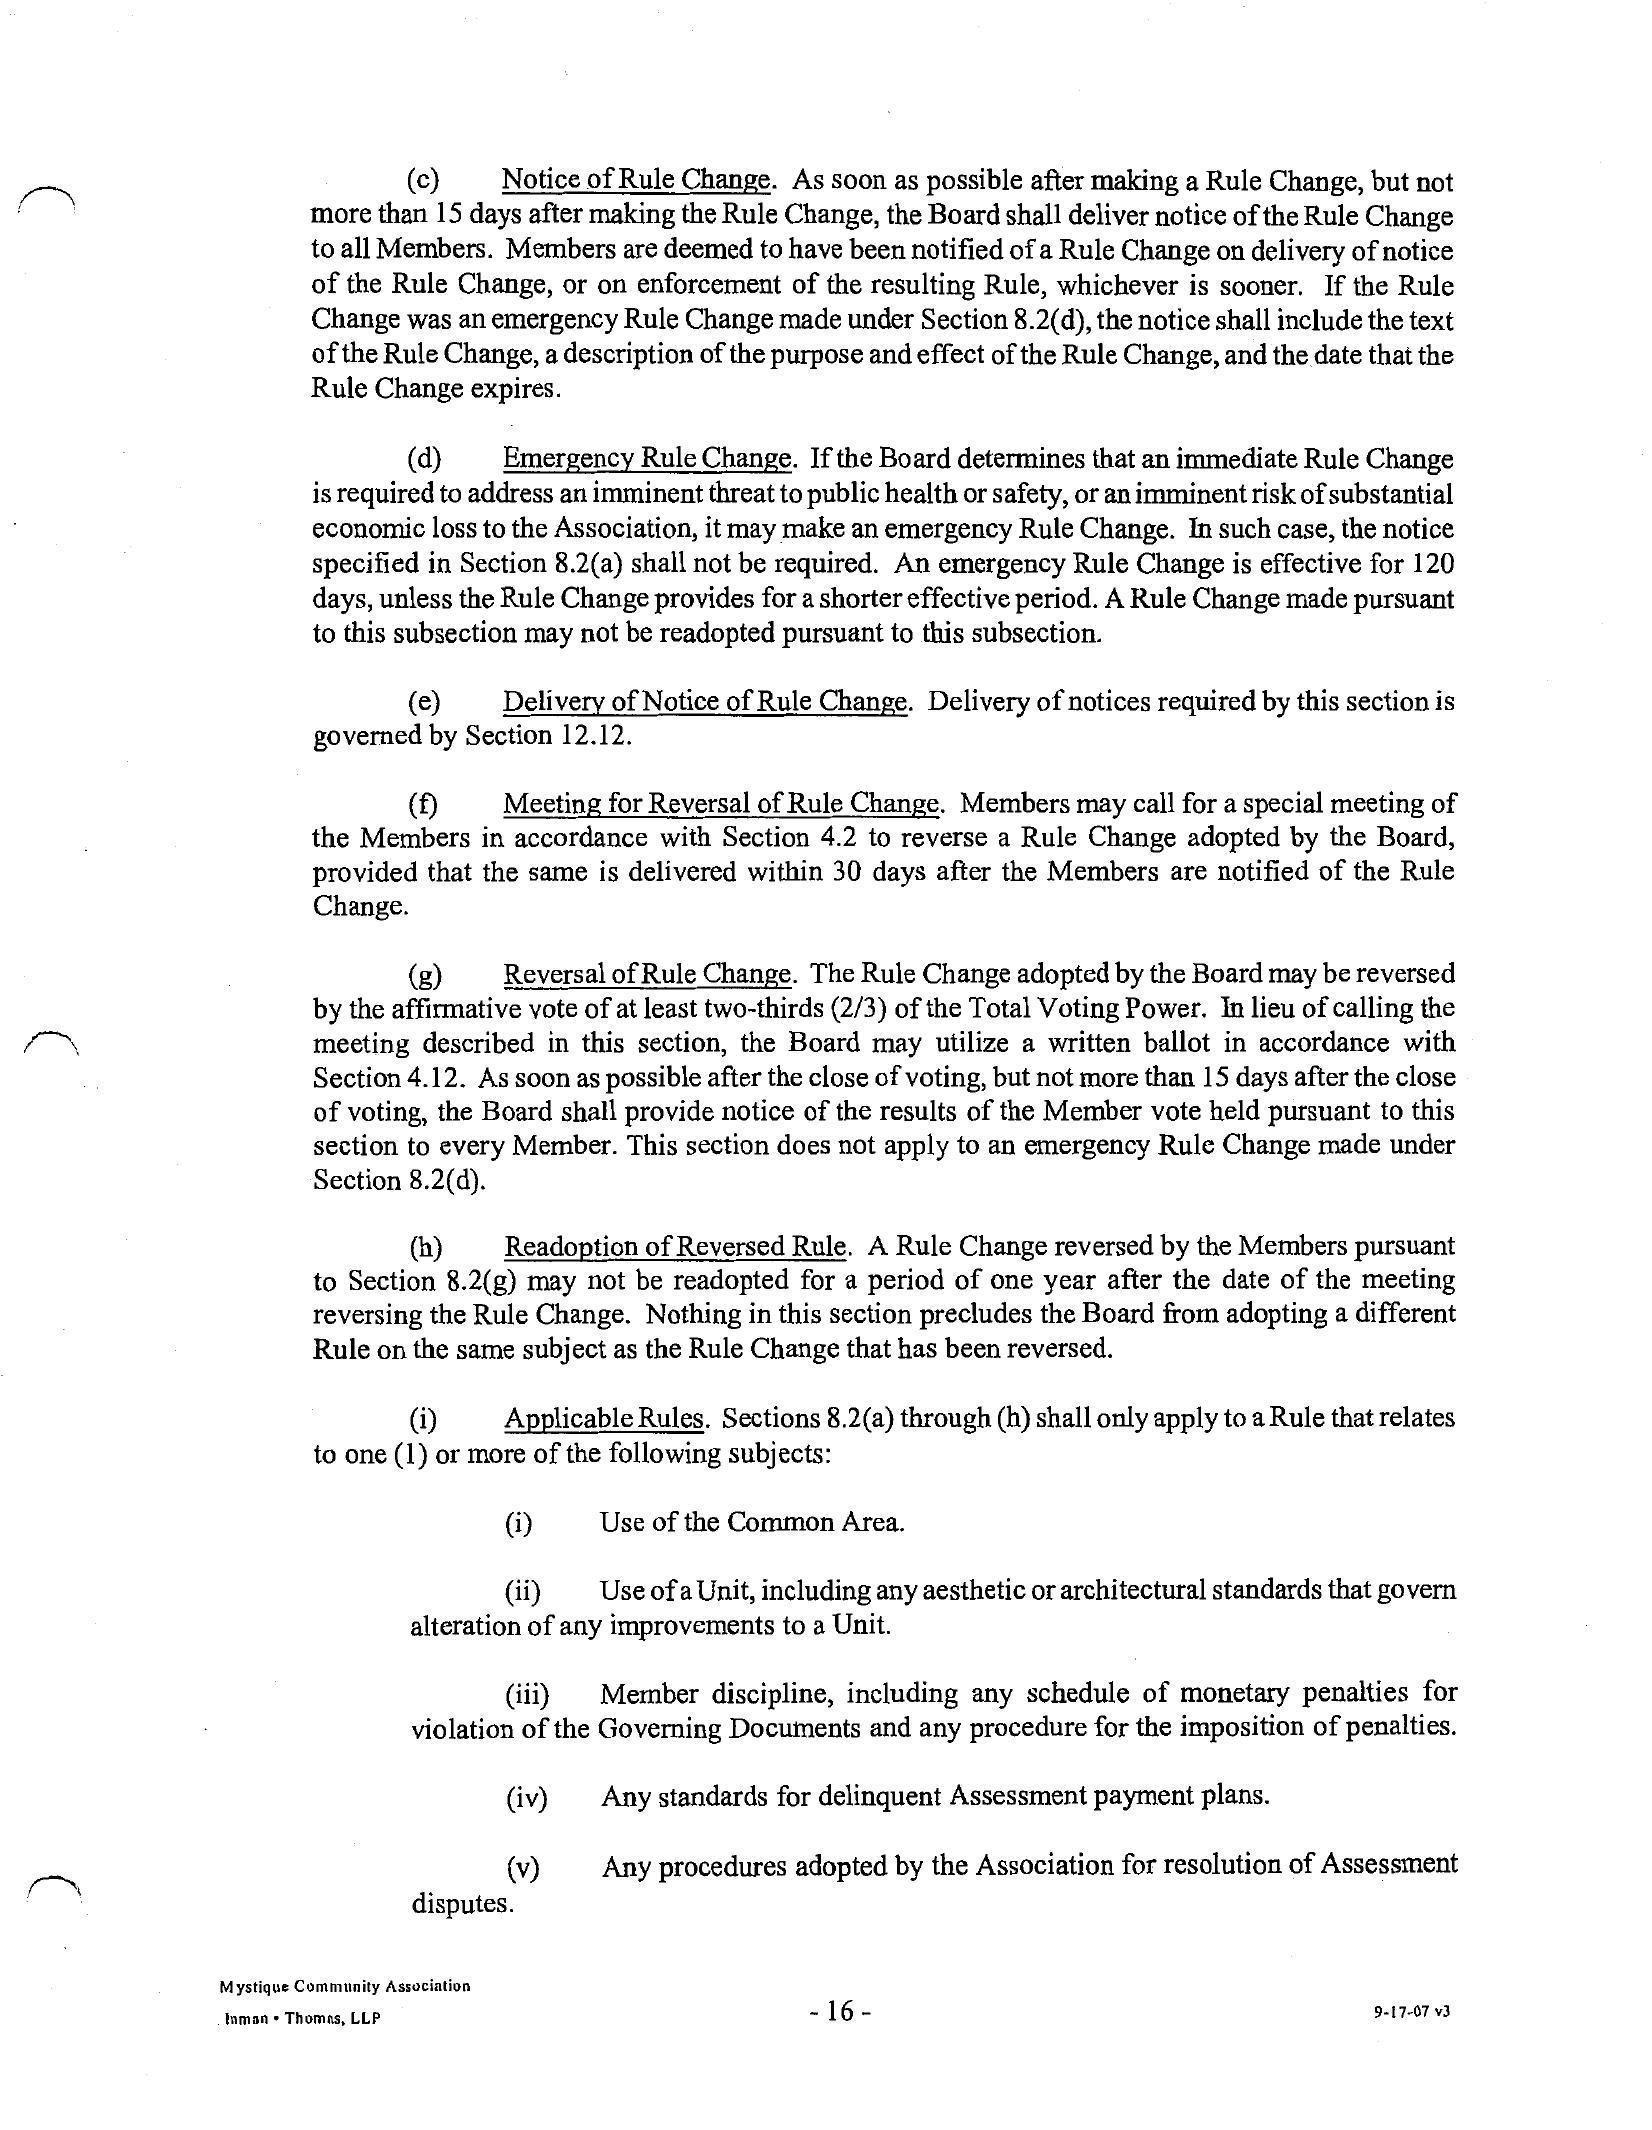 (c) Notice of Rule Change. As soon as possible after making a Rule Change, but not
more than 15 days after making the Rule Change, the Board shall deliver notice of the Rule Change
to all Members. Members are deemed to have been notified of a Rule Change on delivery of notice
of the Rule Change, or on enforcement of the resulting Rule, whichever is sooner. If the Rule
Change was an emergency Rule Change made under Section 8.2(d), the notice shall include the text
of the Rule Change, a description of the purpose and effect of the Rule Change, and the date that the
Rule Change expires.
(d) Emergency Rule Change. If the Board determines that an immediate Rule Change
is required to address an imminent threat to public health or safety, or an imminent risk of substantial
economic loss to the Association, it may make an emergency Rule Change. In such case, the notice
specified in Section 8.2(a) shall not be required. An emergency Rule Change is effective for 120
days, unless the Rule Change provides for a shorter effective period. A Rule Change made pursuant
to this subsection may not be readopted pursuant to this subsection.
(e) Delivery of Notice of Rule Change. Delivery of notices required by this section is
governed by Section 12.12.
(f) Meeting for Reversal of Rule Change. Members may call for a special meeting of
the Members in accordance with Section 4.2 to reverse a Rule Change adopted by the Board,
provided that the same is delivered within 30 days after the Members are notified of the Rule
Change.
(g) Reversal of Rule Change. The Rule Change adopted by the Board may be reversed
by the affirmative vote of at least two-thirds (2/3) of the Total Voting Power. In lieu of calling the
meeting described in this section, the Board may utilize a written ballot in accordance with
Section 4.12. As soon as possible after the close of voting, but not more than 15 days after the close
of voting, the Board shall provide notice of the results of the Member vote held pursuant to this
section to every Member. This section does not apply to an emergency Rule Change made under
Section 8.2(d).
(h) Readoption of Reversed Rule. A Rule Change reversed by the Members pursuant
to Section 8.2(g) may not be readopted for a period of one year after the date of the meeting
reversing the Rule Change. Nothing in this section precludes the Board from adopting a different
Rule on the same subject as the Rule Change that has been reversed.
(i) Applicable Rules. Sections 8.2(a) through (h) shall only apply to a Rule that relates
to one (1) or more of the following subjects:
(i) Use of the Common Area.
(ii) Use of a Unit, including any aesthetic or architectural standards that govern
alteration of any improvements to a Unit.
(iii) Member discipline, including any schedule of monetary penalties for
violation of the Governing Documents and any procedure for the imposition of penalties.
(iv) Any standards for delinquent Assessment payment plans.
(v) Any procedures adopted by the Association for resolution of Assessment
disputes.
Mystique Community Association
Inman • Thomas, LLP
- 16 -
9-17-07 v3